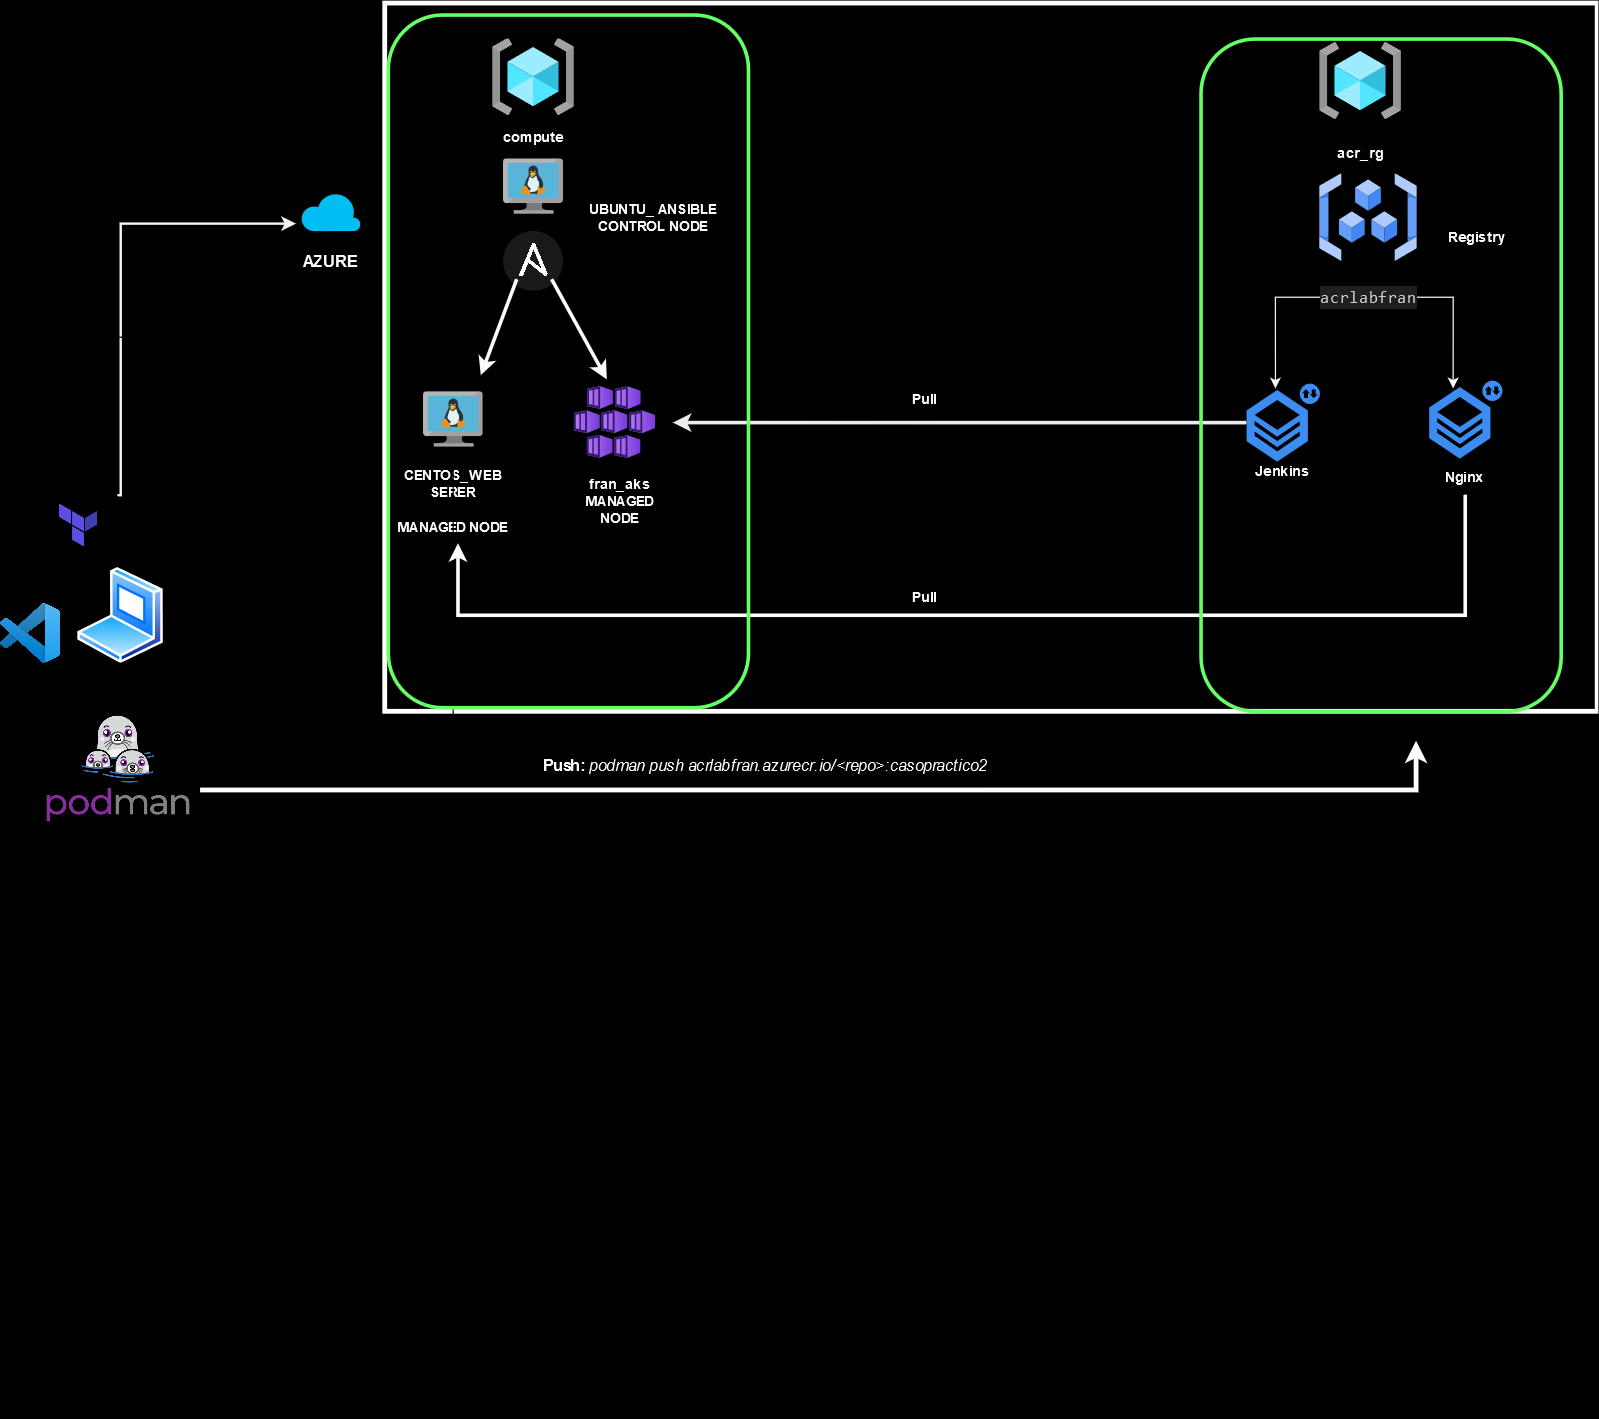 compute
UBUNTU_ ANSIBLE
CONTROL NODE
acr_rg
Registry
AZURE
acrlabfran
Pull
Jenkins
Nginx
CENTOS_WEB
SERER
MANAGED NODE
fran_aks
MANAGED
NODE
Pull
Push: podman push acrlabfran.azurecr.io/<repo>:casopractico2
podman